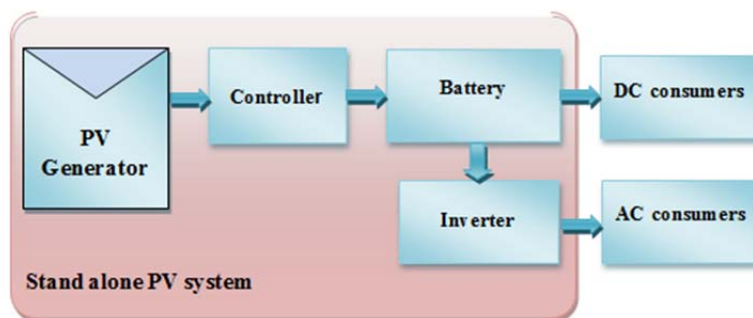 PV
Generator
Controller
Battery
DC consumers
Inverter
AC consumers
Stand alone PV system